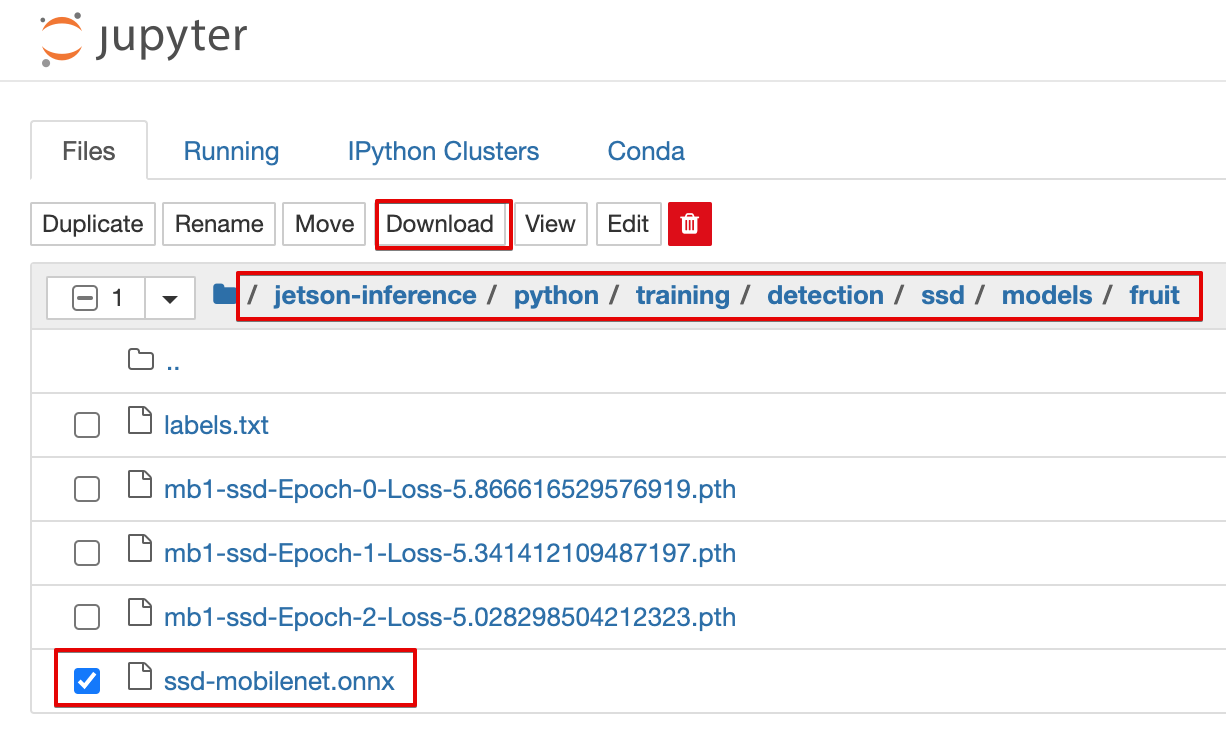 jupyter
Files Running IPython Clusters Conda
Duplicate Rename Move Download View Edit
1 / jetson-inference / python / training / detection / ssd / models / fruit
..
labels.txt
mb1-ssd-Epoch-0-Loss-5.866616529576919.pth
mb1-ssd-Epoch-1-Loss-5.341412109487197.pth
mb1-ssd-Epoch-2-Loss-5.028298504212323.pth
ssd-mobilenet.onnx